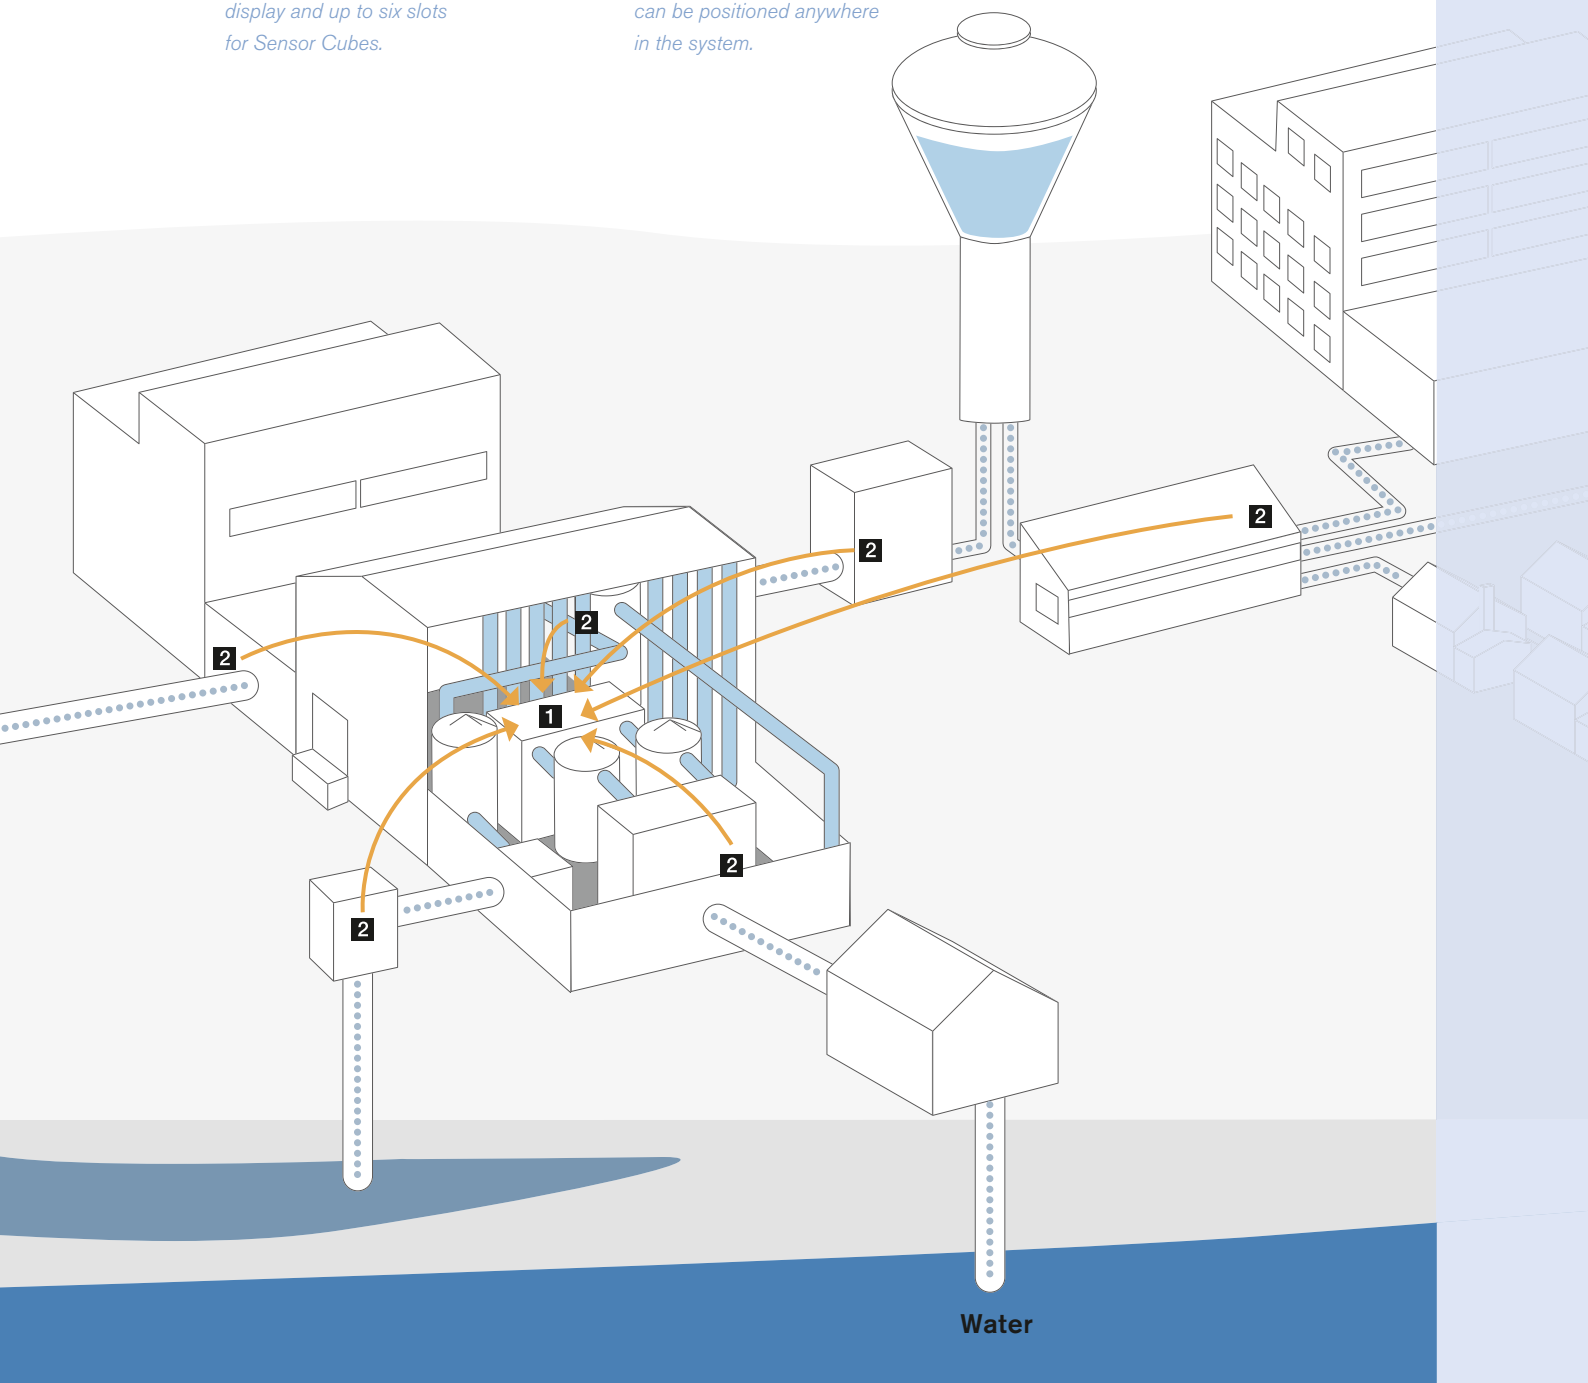 display and up to six slots
for Sensor Cubes.
can be positioned anywhere
in the system.
2
2
2
2
1
2
2
Water